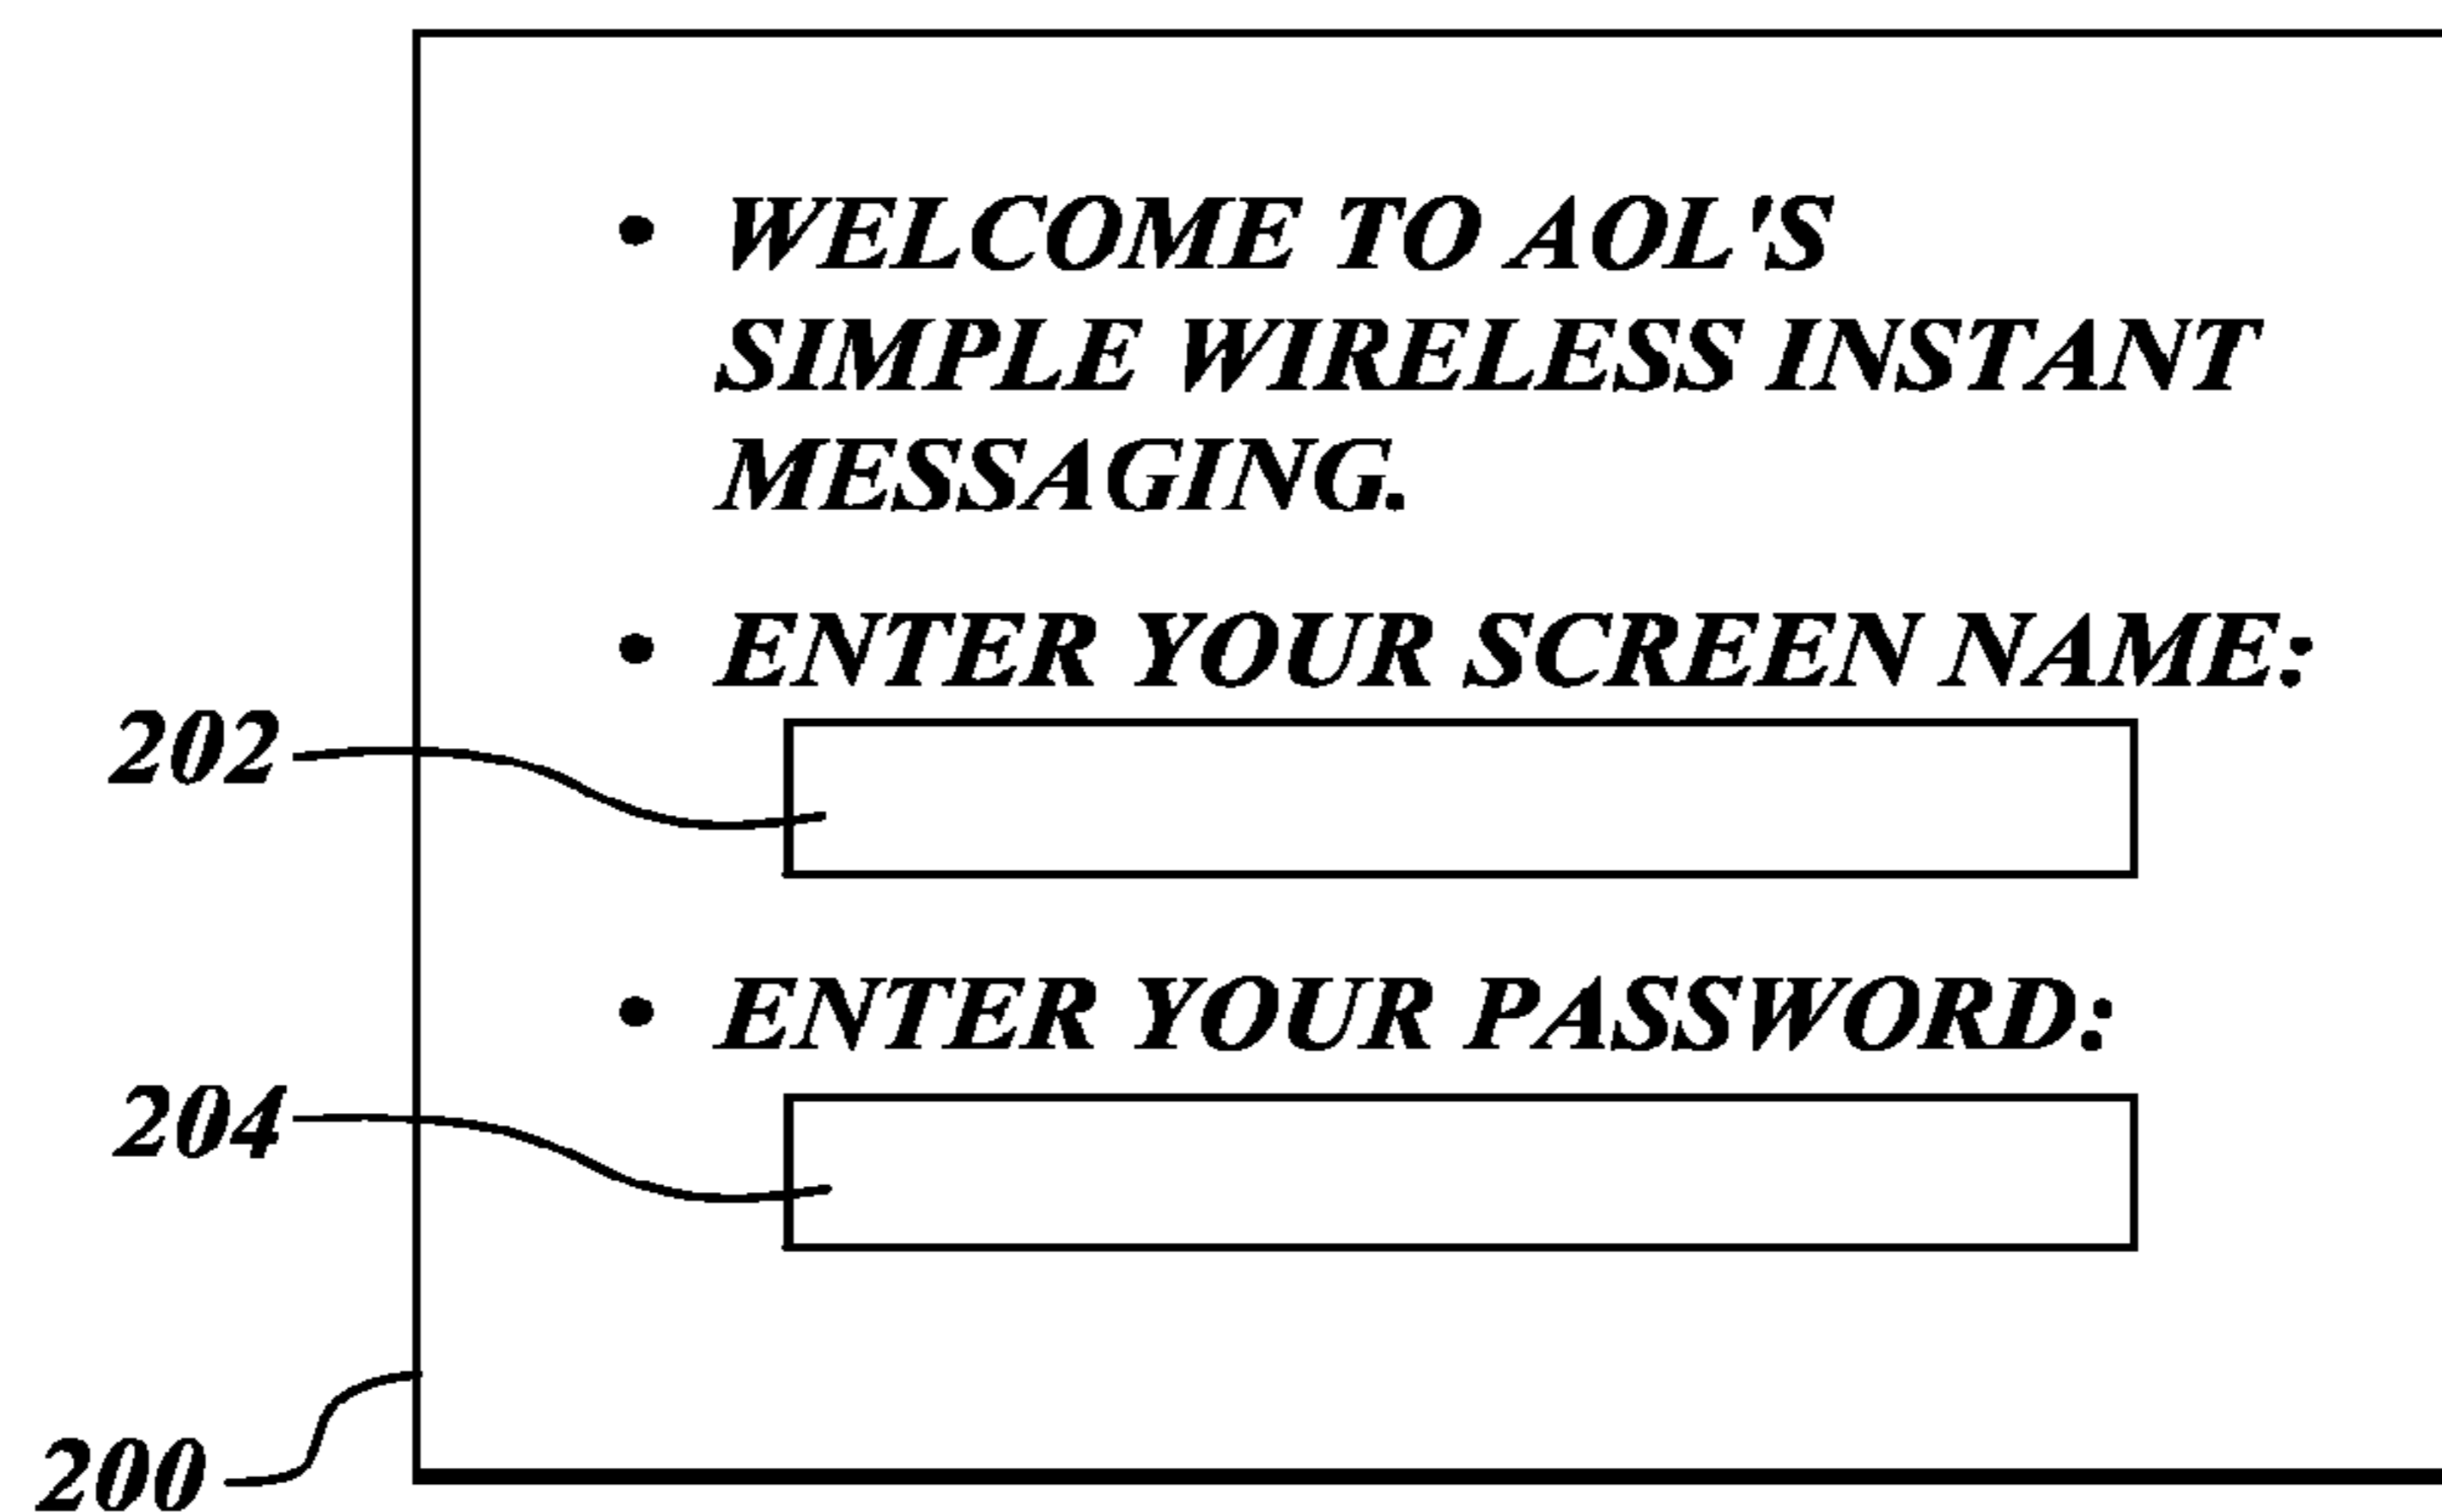 • WELCOME TO AOL'S
SIMPLE WIRELESS INSTANT
MESSAGING.
• ENTER YOUR SCREEN NAME:
202
• ENTER YOUR PASSWORD:
204
200